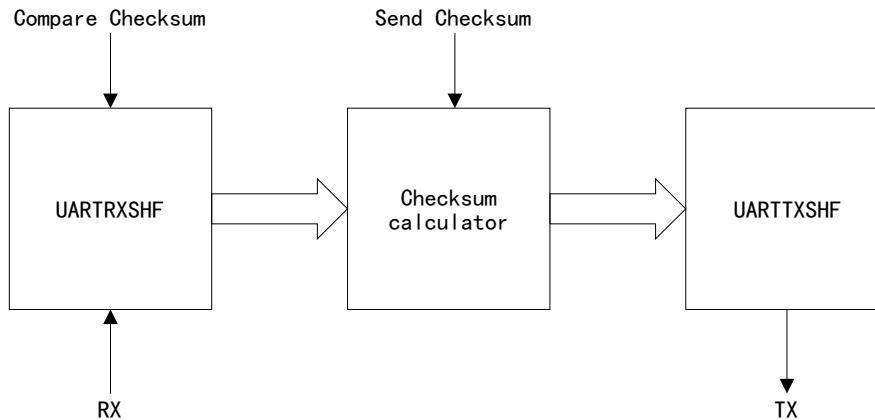 Compare Checksum
Send Checksum
UARTRXSHF
Checksum
calculator
UARTTXSHF
RX
TX